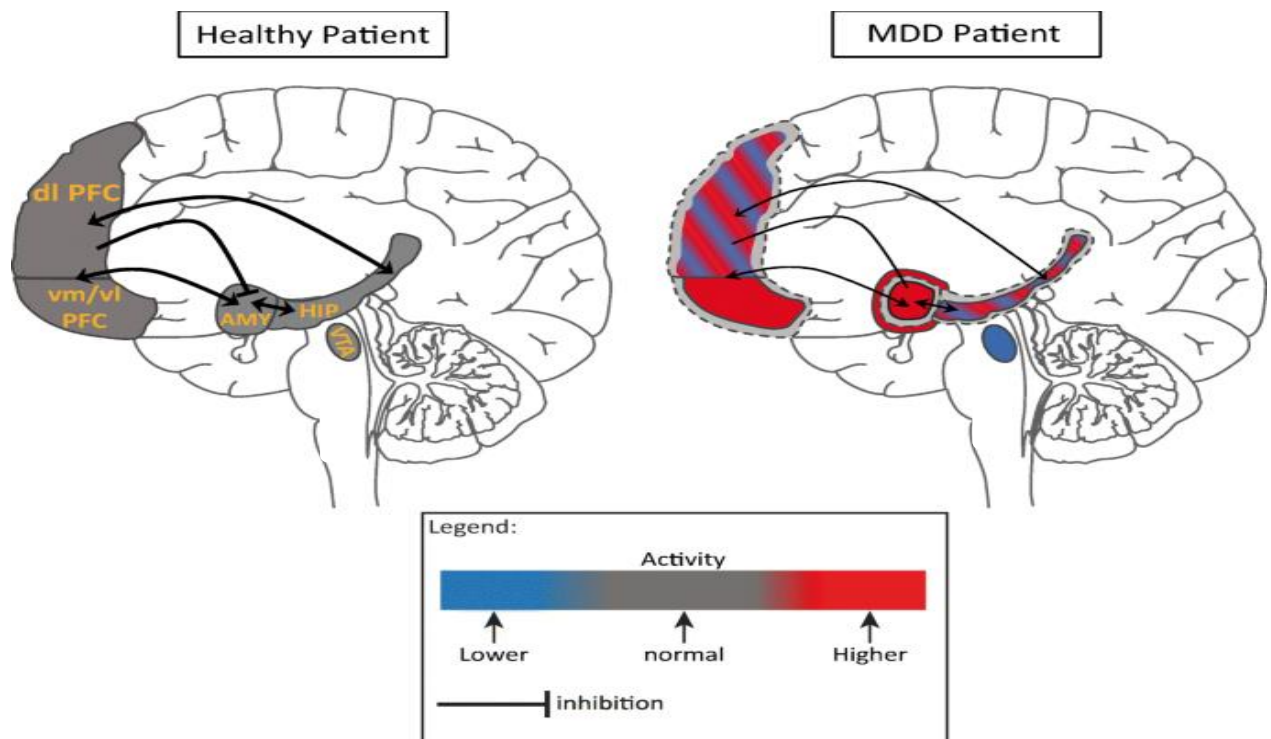 Healthy Patient
MDD Patient
dl PFC
vm/vl
PFC
AMY
HIP
VTA
Legend:
Activity
Lower
normal
Higher
inhibition